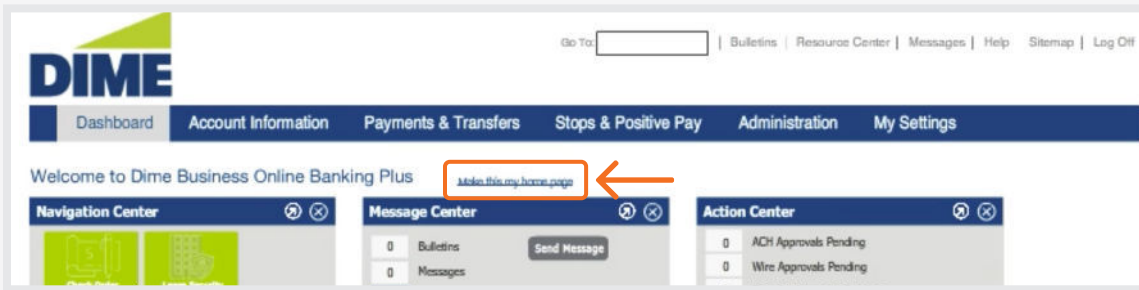 DIME
Go To:
Bulletins | Resource Center | Messages | Help Sitemap | Log Off
Dashboard Account Information Payments & Transfers Stops & Positive Pay Administration My Settings
Welcome to Dime Business Online Banking Plus Make this my home page
Navigation Center Message Center Action Center
0 Bulletins Send Message 0 ACH Approvals Pending
0 Messages 0 Wire Approvals Pending